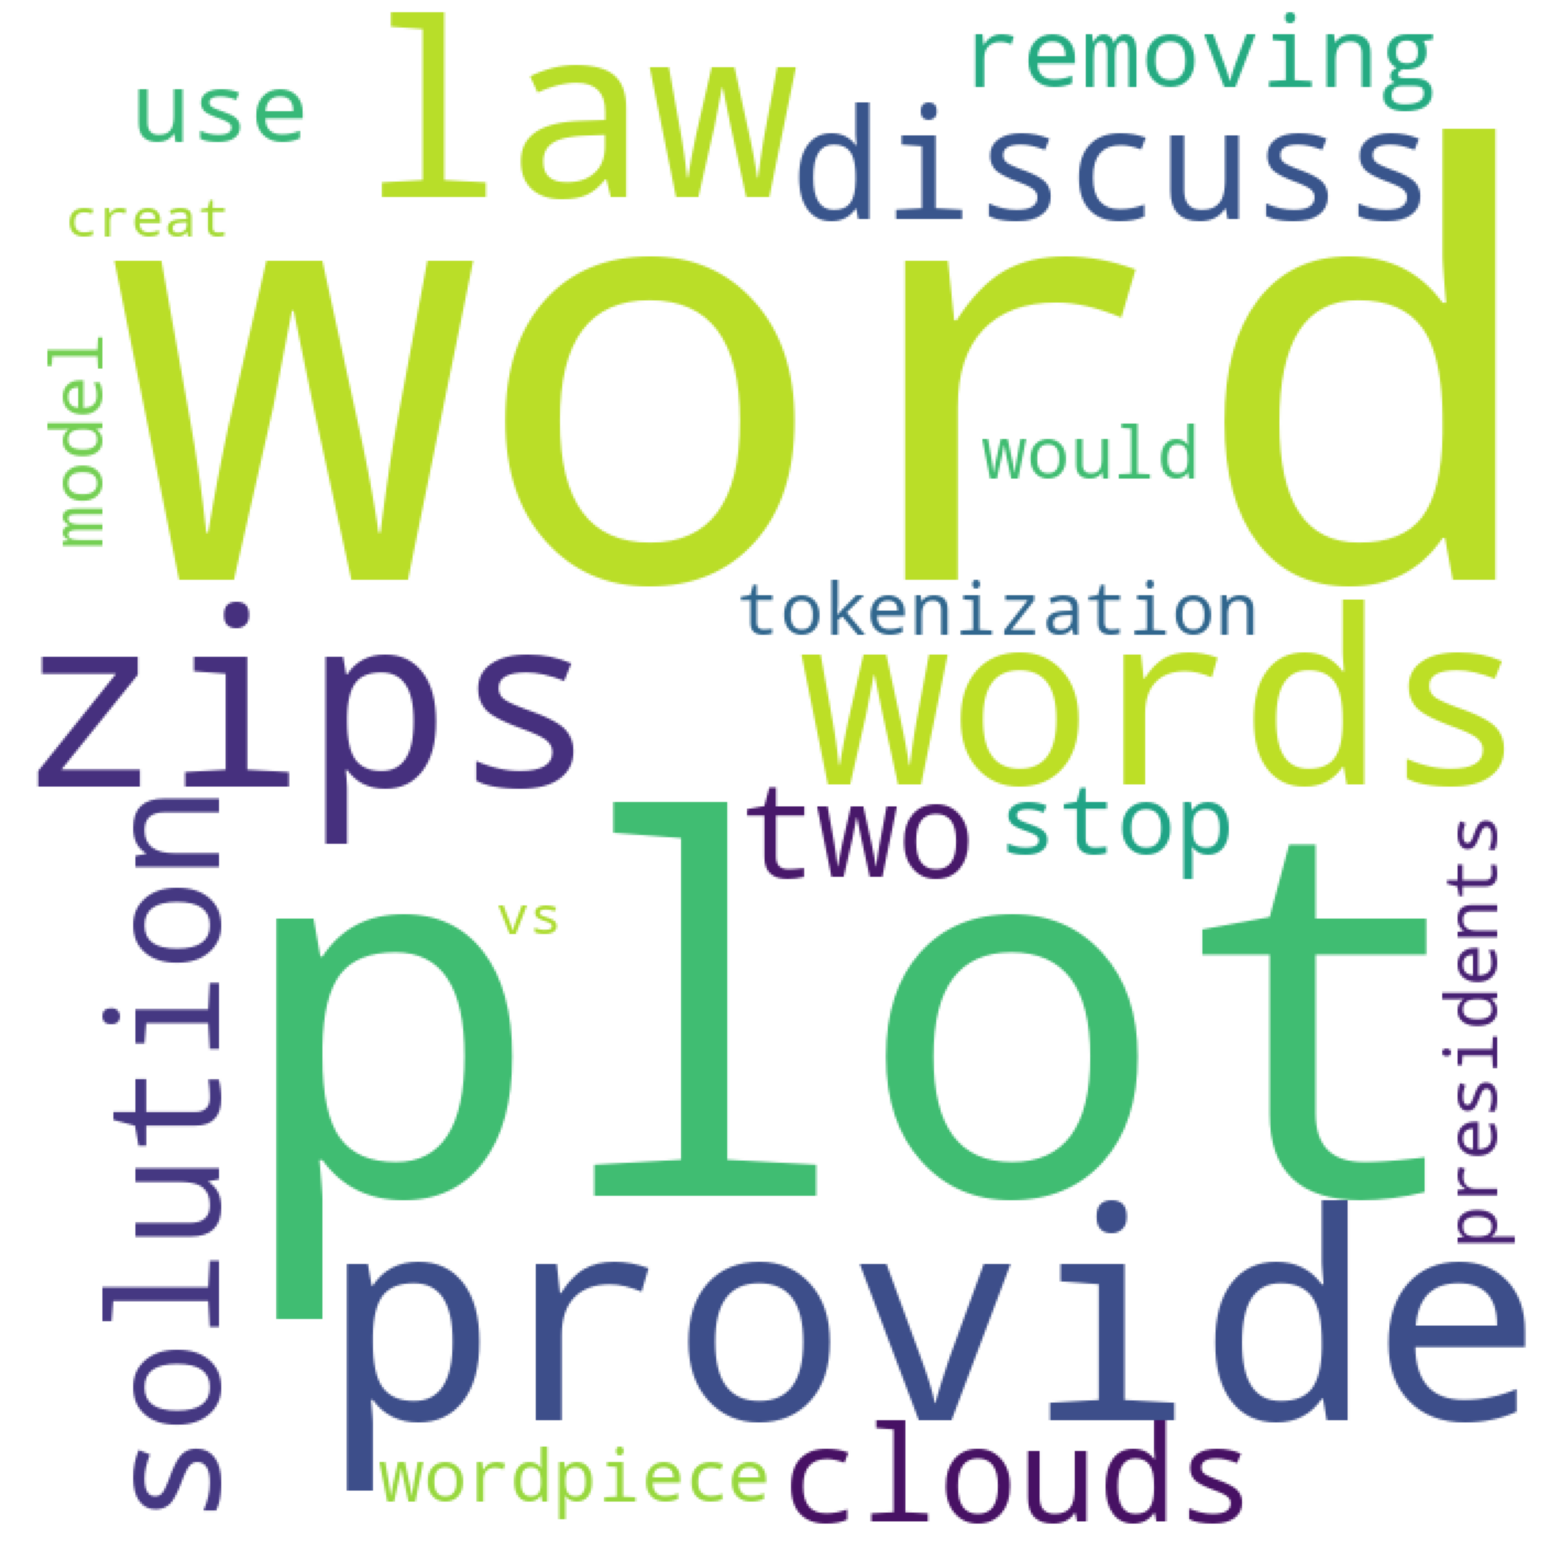 removing
law
use
discuss
creat
word
model
would
tokenization
zips
words
two
stop
solution
plot
presidents
vs
provide
wordpiece
clouds